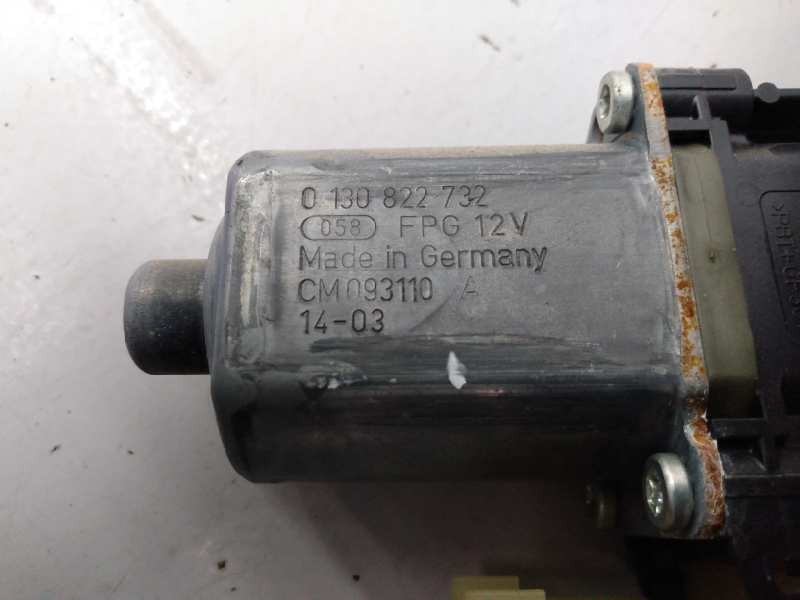 0 130 822 732
058 FPG 12V
Made in Germany
CM093110 A
14-03